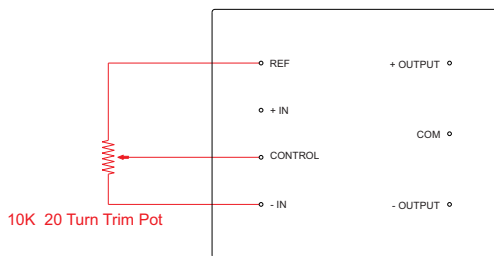 REF
+ OUTPUT
+ IN
COM
CONTROL
10K 20 Turn Trim Pot
- IN
- OUTPUT